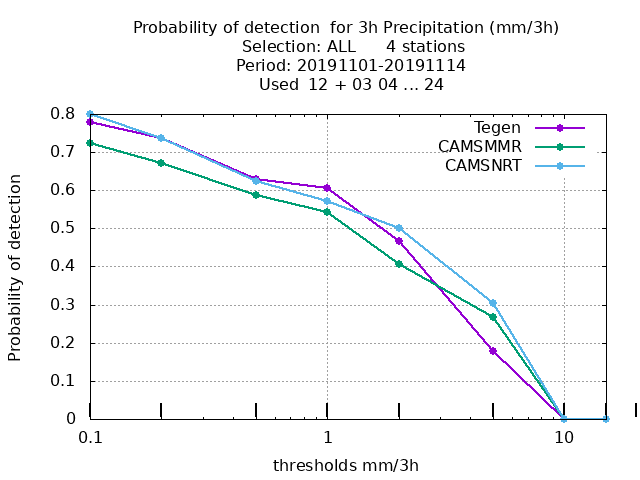 Probability of detection  for 3h Precipitation (mm/3h)
Selection: ALL      4 stations
Period: 20191101-20191114
Used  12 + 03 04 ... 24
Tegen
CAMSMMR
CAMSNRT
0.8
0.7
0.6
0.5
0.4
0.3
0.2
0.1
0
Probability of detection
0.1 1 10
thresholds mm/3h